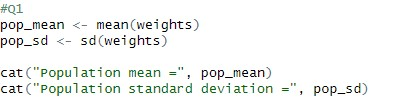 #Q1
pop_mean <- mean(weights)
pop_sd <- sd(weights)
cat("Population mean =", pop_mean)
cat("Population standard deviation =", pop_sd)